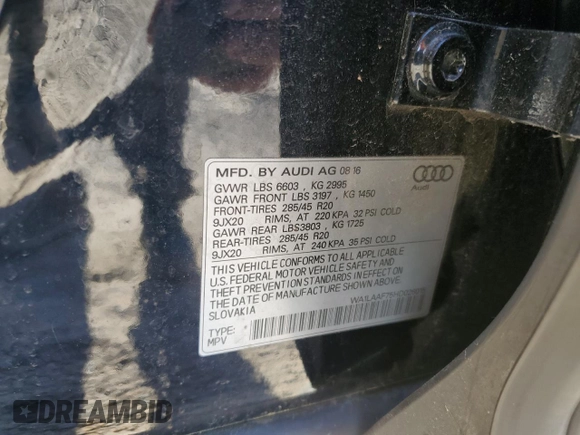 MFD. BY AUDI AG 08 16
GVWR LBS 6603 , KG 2995
GAWR FRONT LBS 3197 , KG 1450
FRONT-TIRES 285/45 R20
9JX20 RIMS, AT 220 KPA 32 PSI COLD
GAWR REAR LBS3803 , KG 1725
REAR-TIRES 285/45 R20
9JX20 RIMS, AT 240 KPA 35 PSI COLD
THIS VEHICLE CONFORMS TO ALL APPLICABLE
U.S. FEDERAL MOTOR VEHICLE SAFETY AND
THEFT PREVENTION STANDARDS IN EFFECT ON
THE DATE OF MANUFACTURE SHOWN ABOVE.
SLOVAKIA
TYPE:
MPV
Audi
DREAMBID